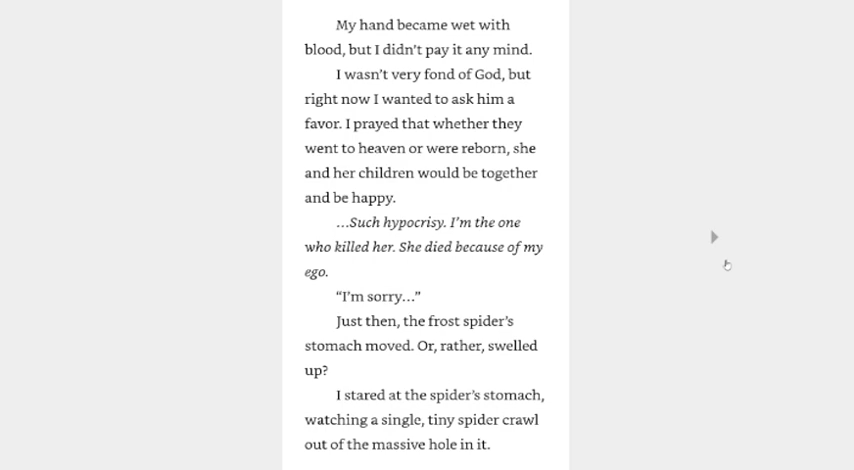 My hand became wet with
blood, but I didn’t pay it any mind.
I wasn’t very fond of God, but
right now I wanted to ask him a
favor. I prayed that whether they
went to heaven or were reborn, she
and her children would be together
and be happy.
…Such hypocrisy. I’m the one
who killed her. She died because of my
ego.
“I’m sorry…”
Just then, the frost spider’s
stomach moved. Or, rather, swelled
up?
I stared at the spider’s stomach,
watching a single, tiny spider crawl
out of the massive hole in it.